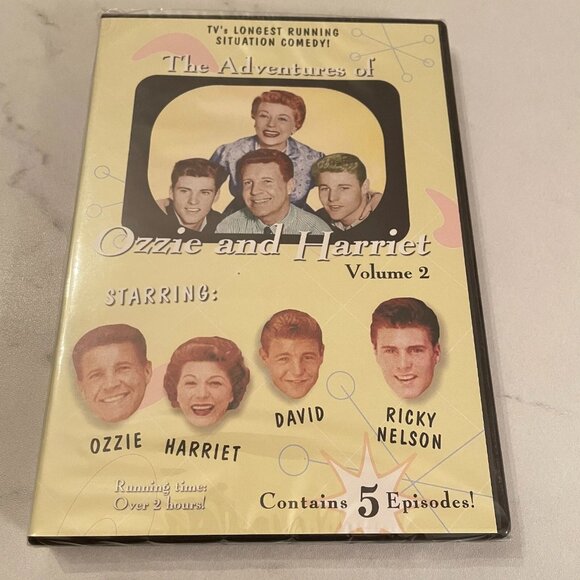 TV's LONGEST RUNNING
SITUATION COMEDY!
The Adventures of
Ozzie and Harriet
Volume 2
STARRING:
OZZIE
HARRIET
DAVID
RICKY
NELSON
Running time:
Over 2 hours!
Contains 5 Episodes!